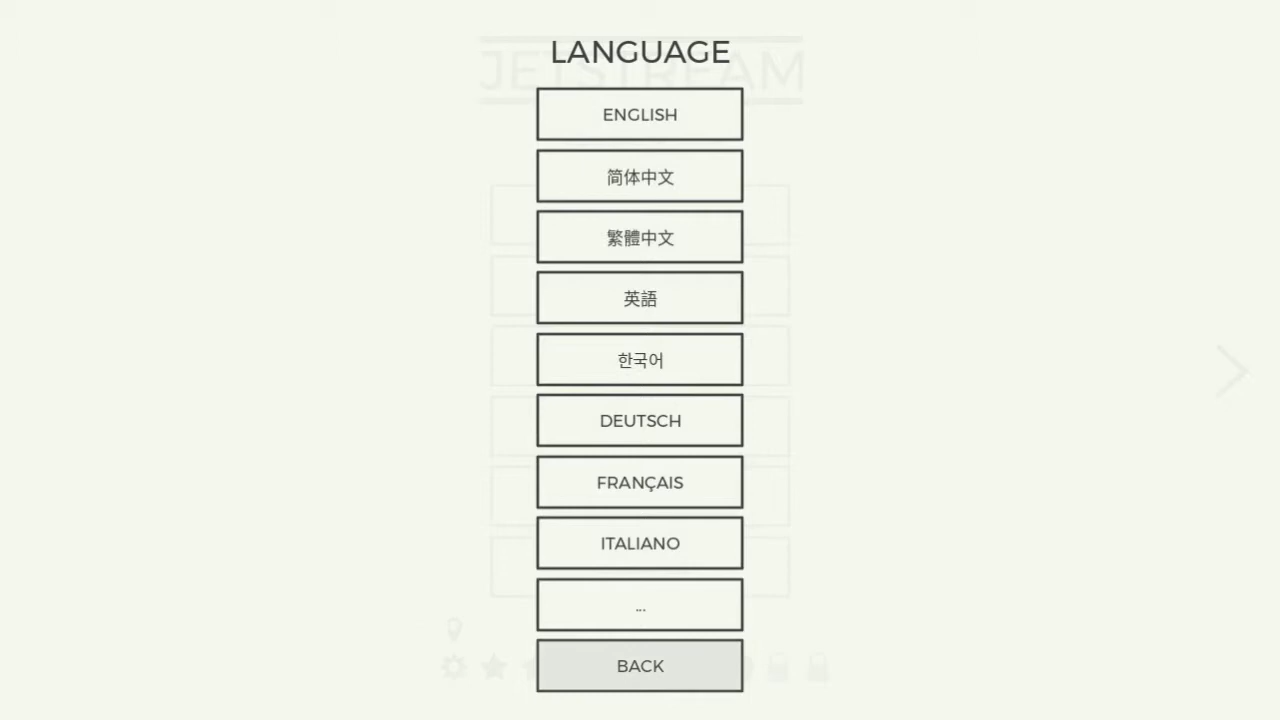 JETSTREAM
LANGUAGE
ENGLISH
简体中文
繁體中文
英語
한국어
DEUTSCH
FRANÇAIS
ITALIANO
...
BACK